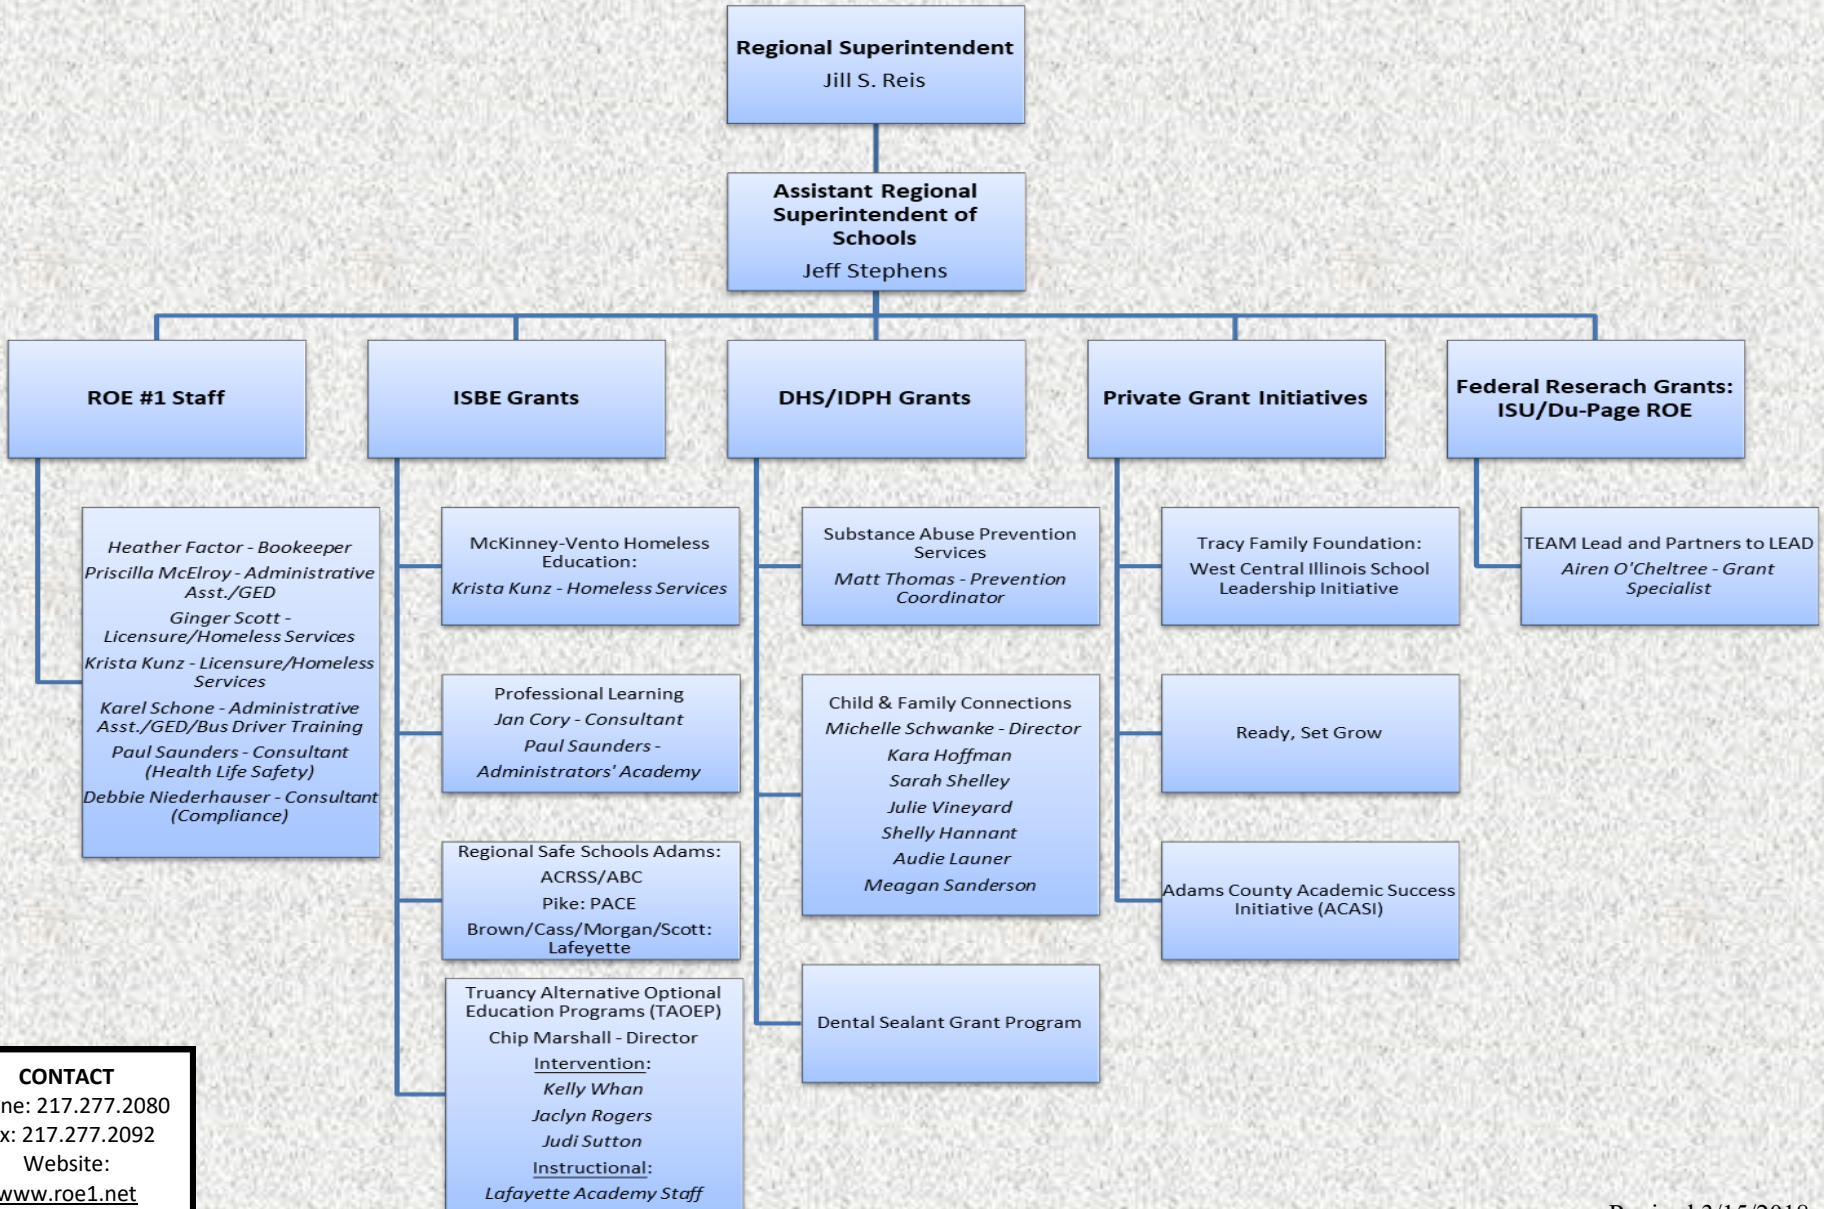 Regional Superintendent
Jill S. Reis
Assistant Regional
Superintendent of
Schools
Jeff Stephens
ROE #1 Staff
ISBE Grants
DHS/IDPH Grants
Private Grant Initiatives
Federal Reserach Grants:
ISU/Du-Page ROE
Heather Factor - Bookeeper
Priscilla McElroy - Administrative
Asst./GED
Ginger Scott -
Licensure/Homeless Services
Krista Kunz - Licensure/Homeless
Services
Karel Schone - Administrative
Asst./GED/Bus Driver Training
Paul Saunders - Consultant
(Health Life Safety)
Debbie Niederhauser - Consultant
(Compliance)
McKinney-Vento Homeless
Education:
Krista Kunz - Homeless Services
Professional Learning
Jan Cory - Consultant
Paul Saunders -
Administrators' Academy
Regional Safe Schools Adams:
ACRSS/ABC
Pike: PACE
Brown/Cass/Morgan/Scott:
Lafeyette
Truancy Alternative Optional
Education Programs (TAOEP)
Chip Marshall - Director
Intervention:
Kelly Whan
Jaclyn Rogers
Judi Sutton
Instructional:
Lafayette Academy Staff
Substance Abuse Prevention
Services
Matt Thomas - Prevention
Coordinator
Child & Family Connections
Michelle Schwanke - Director
Kara Hoffman
Sarah Shelley
Julie Vineyard
Shelly Hannant
Audie Launer
Meagan Sanderson
Dental Sealant Grant Program
Tracy Family Foundation:
West Central Illinois School
Leadership Initiative
Ready, Set Grow
Adams County Academic Success
Initiative (ACASI)
TEAM Lead and Partners to LEAD
Airen O'Cheltree - Grant
Specialist
CONTACT
ne: 217.277.2080
x: 217.277.2092
Website:
www.roe1.net
Revised 3/15/2018